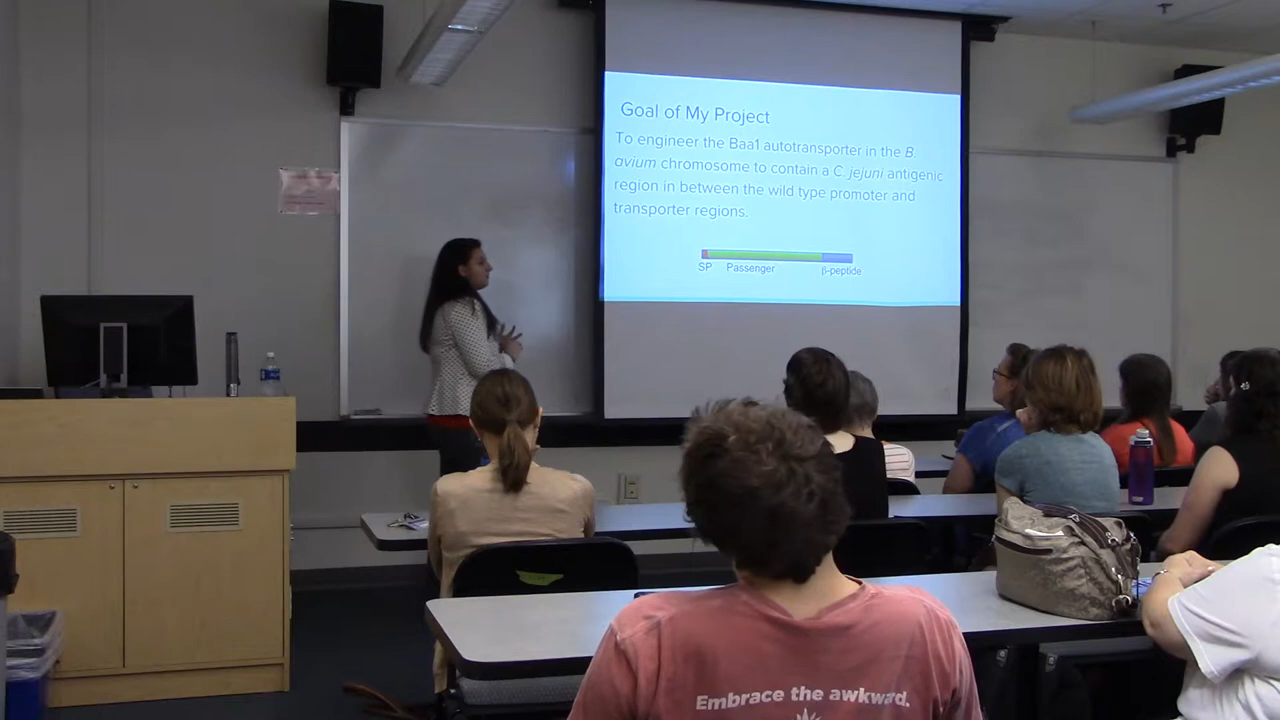 Goal of My Project
To engineer the Baa1 autotransporter in the B.
avium chromosome to contain a C. jejuni antigenic
region in between the wild type promoter and
transporter regions.
SP Passenger β-peptide
Embrace the awkward.